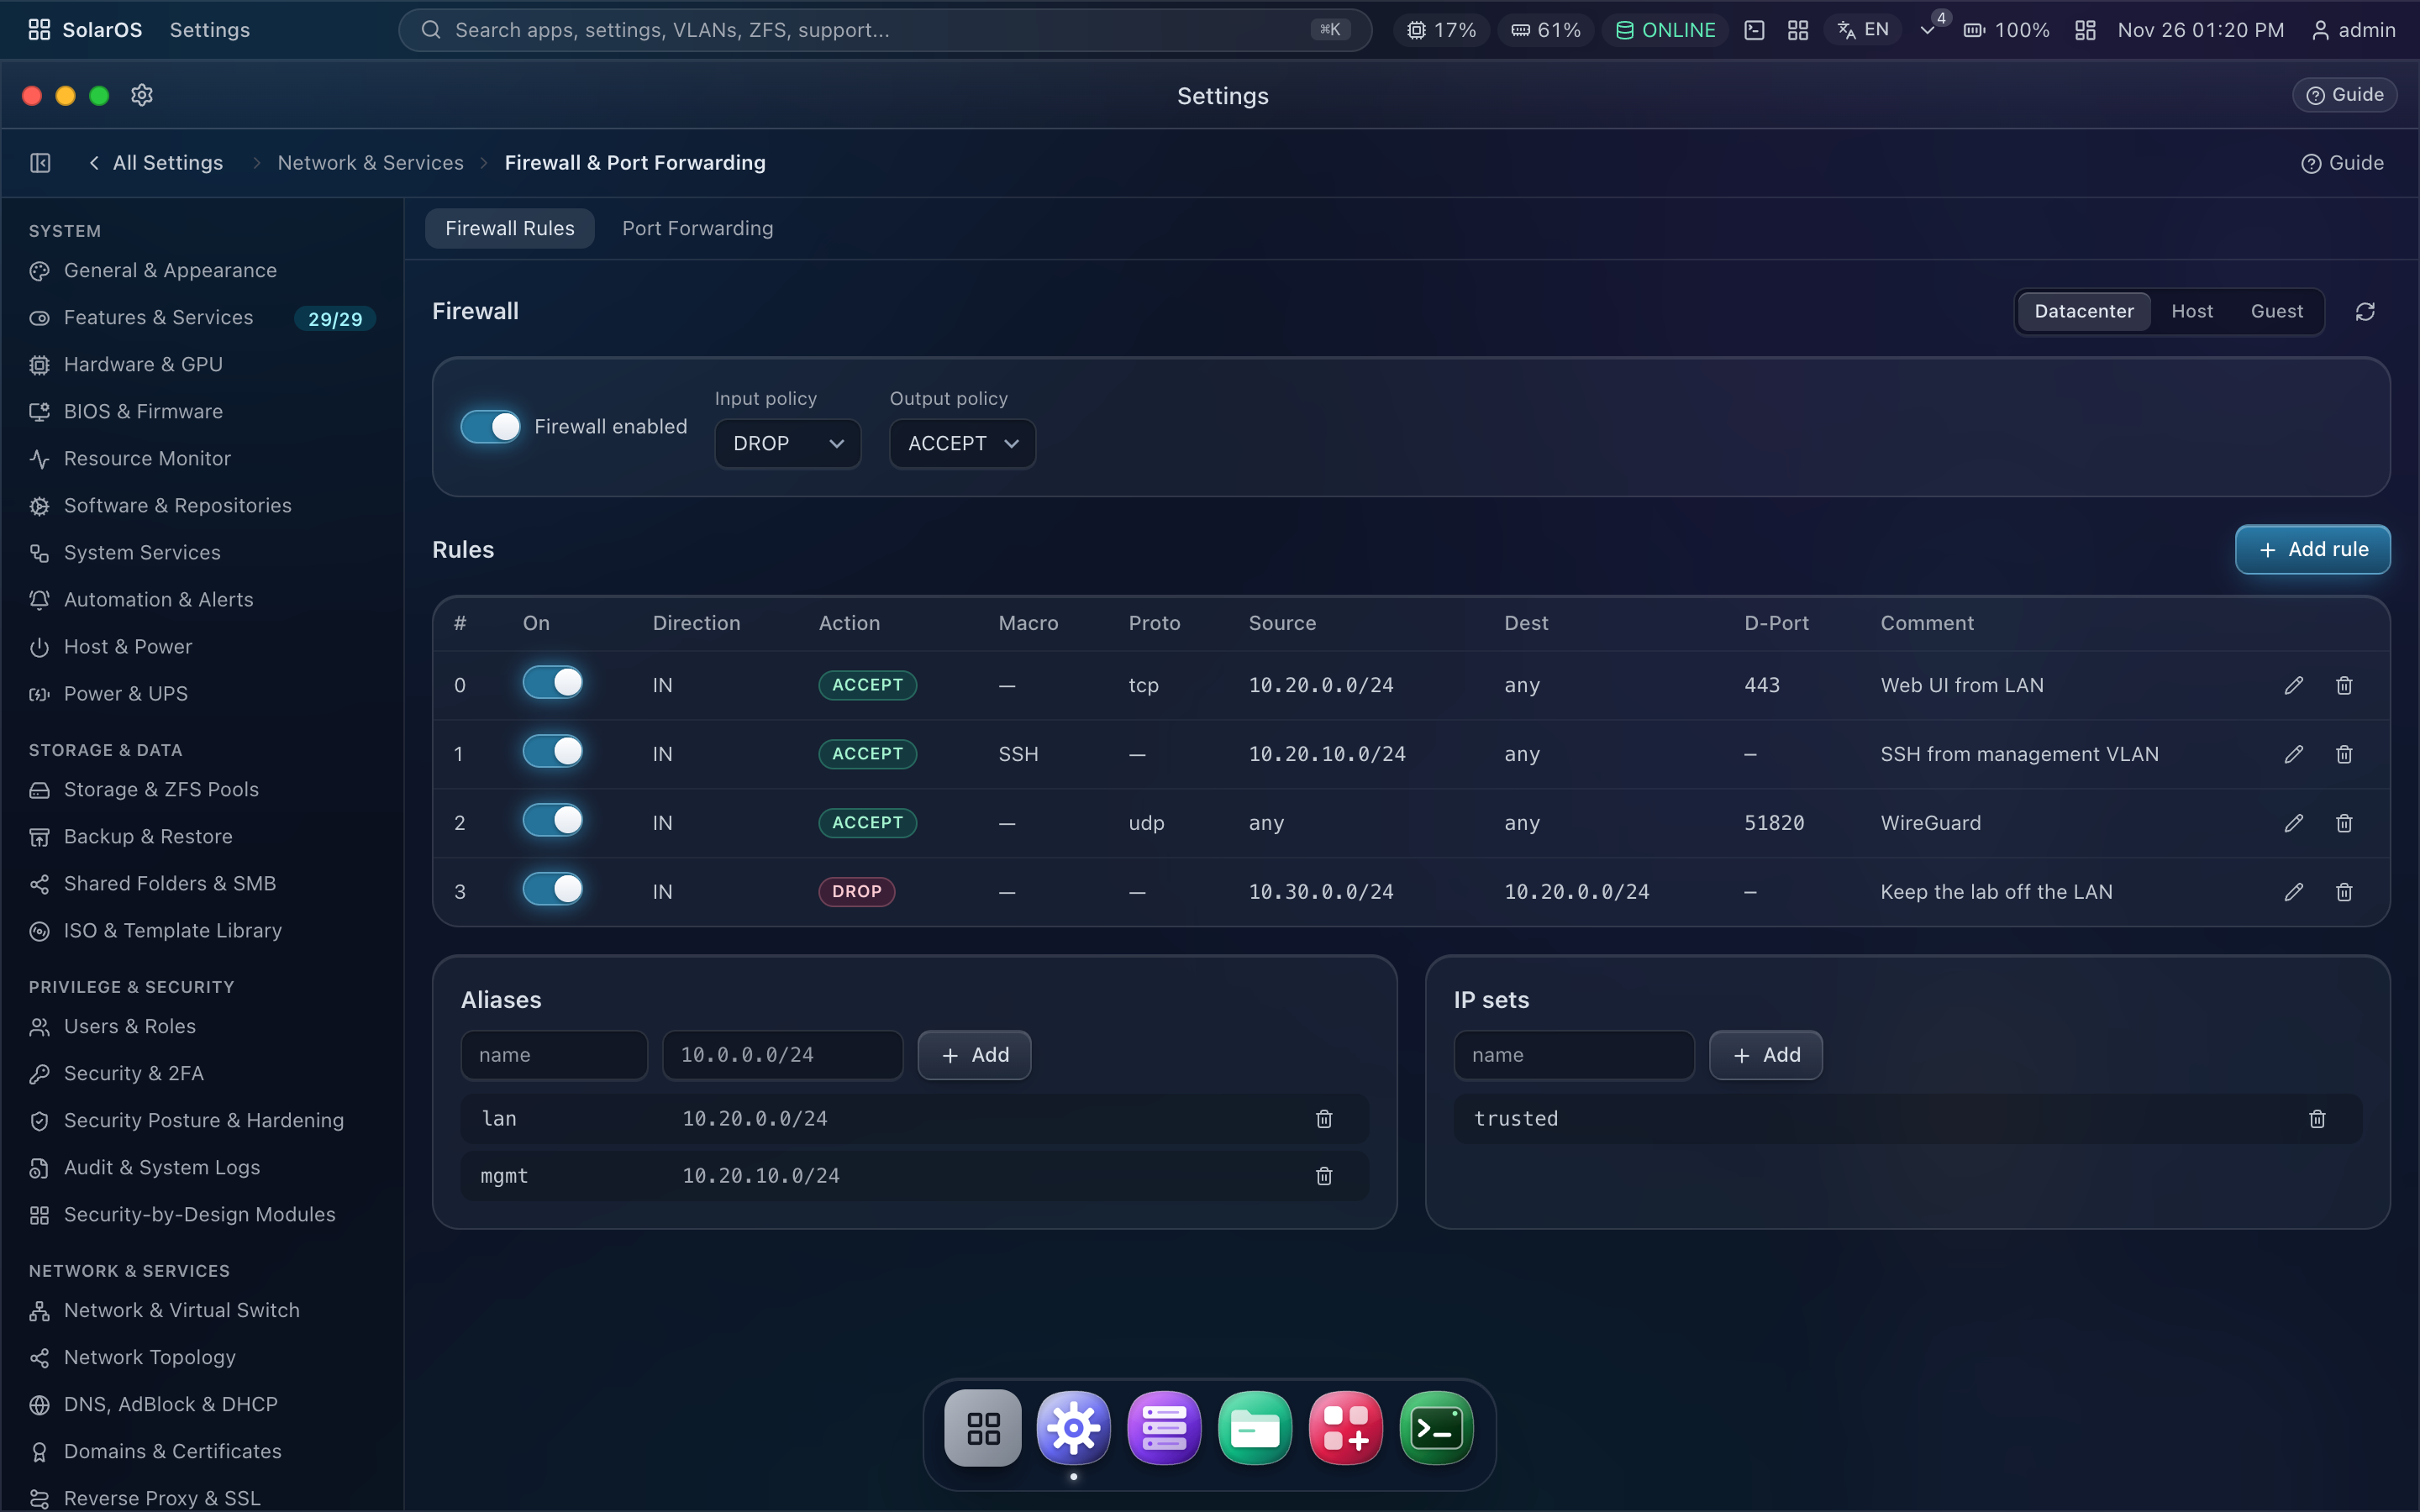 SolarOS Settings Search apps, settings, VLANs, ZFS, support... ⌘K 17% 61% ONLINE EN 4 100% Nov 26 01:20 PM admin
Settings Guide
All Settings Network & Services Firewall & Port Forwarding Guide
SYSTEM
General & Appearance
Features & Services 29/29
Hardware & GPU
BIOS & Firmware
Resource Monitor
Software & Repositories
System Services
Automation & Alerts
Host & Power
Power & UPS
STORAGE & DATA
Storage & ZFS Pools
Backup & Restore
Shared Folders & SMB
ISO & Template Library
PRIVILEGE & SECURITY
Users & Roles
Security & 2FA
Security Posture & Hardening
Audit & System Logs
Security-by-Design Modules
NETWORK & SERVICES
Network & Virtual Switch
Network Topology
DNS, AdBlock & DHCP
Domains & Certificates
Reverse Proxy & SSL
Firewall Rules Port Forwarding
Firewall Datacenter Host Guest
Firewall enabled
Input policy Output policy
DROP ACCEPT
Rules Add rule
# On Direction Action Macro Proto Source Dest D-Port Comment
0 IN ACCEPT — tcp 10.20.0.0/24 any 443 Web UI from LAN
1 IN ACCEPT SSH — 10.20.10.0/24 any — SSH from management VLAN
2 IN ACCEPT — udp any any 51820 WireGuard
3 IN DROP — — 10.30.0.0/24 10.20.0.0/24 — Keep the lab off the LAN
Aliases
name 10.0.0.0/24 Add
lan 10.20.0.0/24
mgmt 10.20.10.0/24
IP sets
name Add
trusted